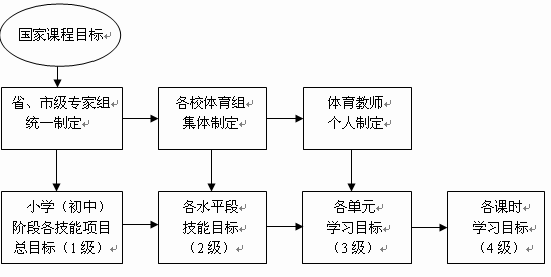 国家课程目标
省、市级专家组
统一制定
各校体育组
集体制定
体育教师
个人制定
小学（初中）
阶段各技能项目
总目标（1级）
各水平段
技能目标
（2级）
各单元
学习目标
（3级）
各课时
学习目标
（4级）